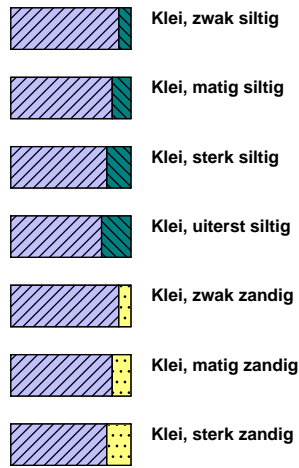 Klei, zwak siltig
Klei, matig siltig
Klei, sterk siltig
Klei, uiterst siltig
Klei, zwak zandig
Klei, matig zandig
Klei, sterk zandig